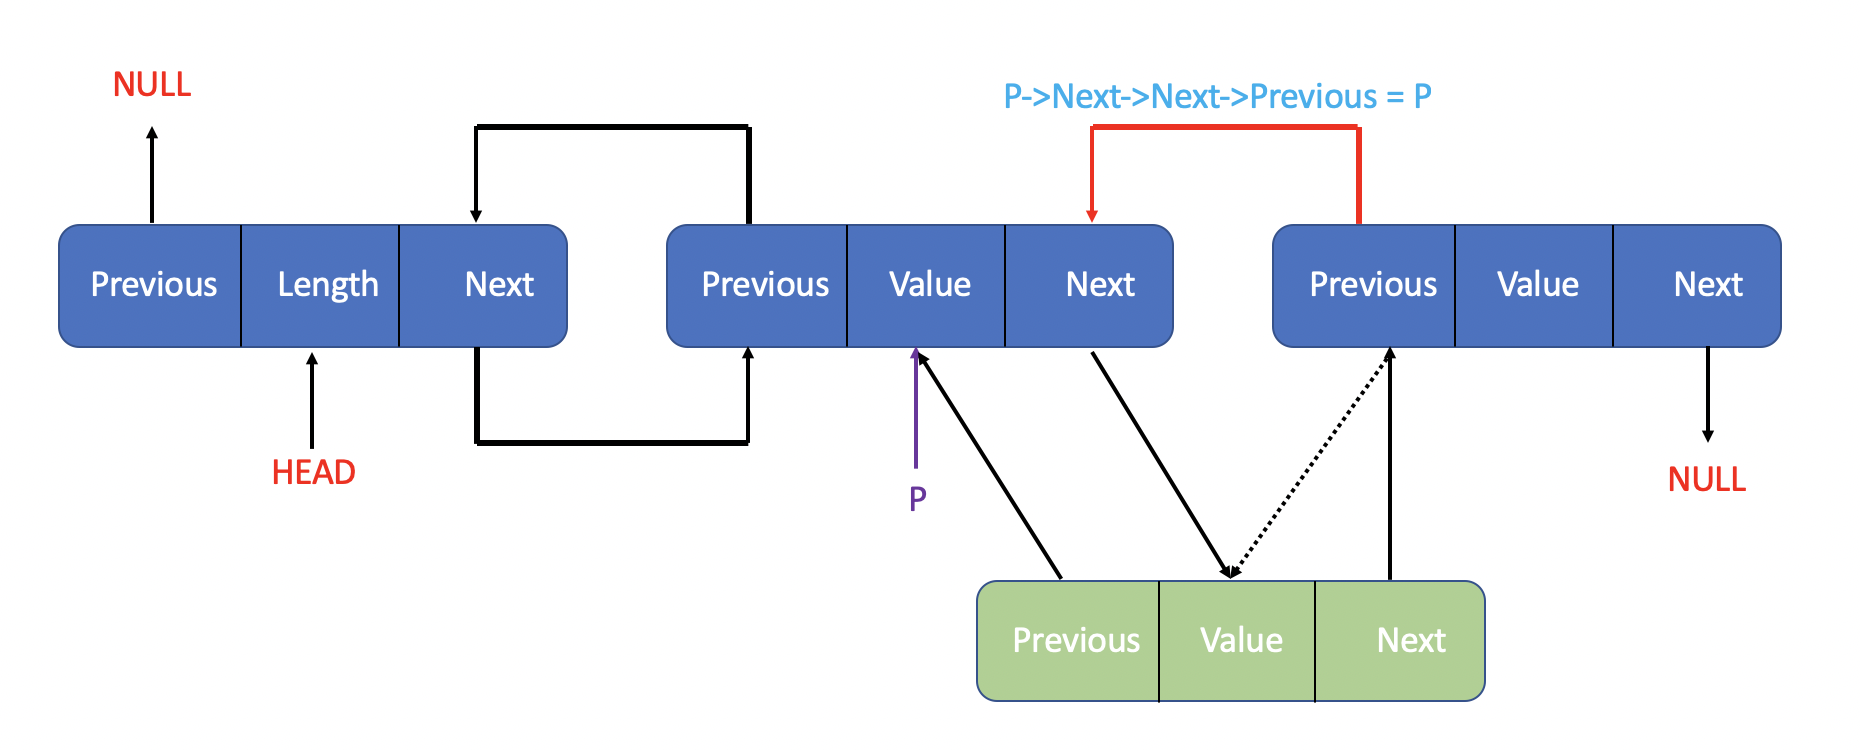 NULL
P->Next->Next->Previous = P
Previous Length Next
Previous Value Next
Previous Value Next
HEAD
P
NULL
Previous Value Next